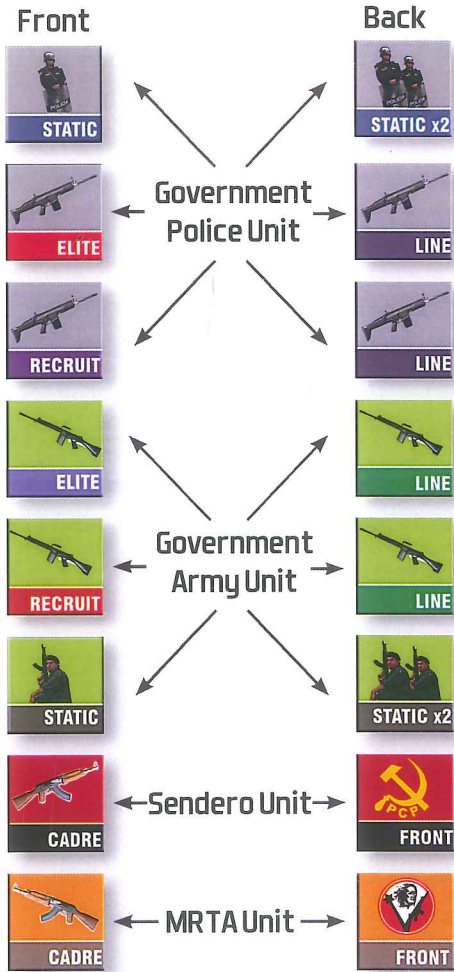 Front
Back
STATIC
STATIC x2
Government
Police Unit
ELITE
LINE
RECRUIT
LINE
ELITE
LINE
Government
Army Unit
RECRUIT
LINE
STATIC
STATIC x2
Sendero Unit
CADRE
PCP
FRONT
MRTA Unit
CADRE
FRONT